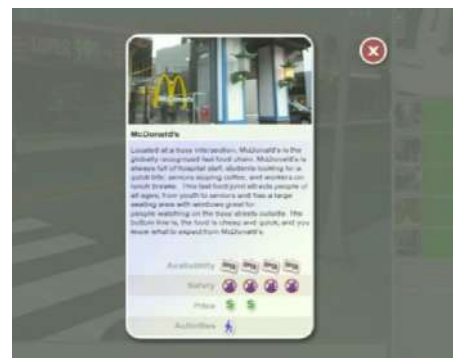 McDonald's
Located at a busy intersection, McDonald's is the
globally recognized fast food chain. McDonald's is
always full of hospital staff, students looking for a
quick bite, seniors sipping coffee, and workers on
lunch breaks. This fast food joint attracts people of
all ages, from youth to seniors and has a large
seating area with windows great for
people watching on the busy streets outside. The
bottom line is, the food is cheap and quick, and you
know what to expect from McDonald's.
Availability OPEN OPEN OPEN OPEN
Safety
Price $ $
Activities